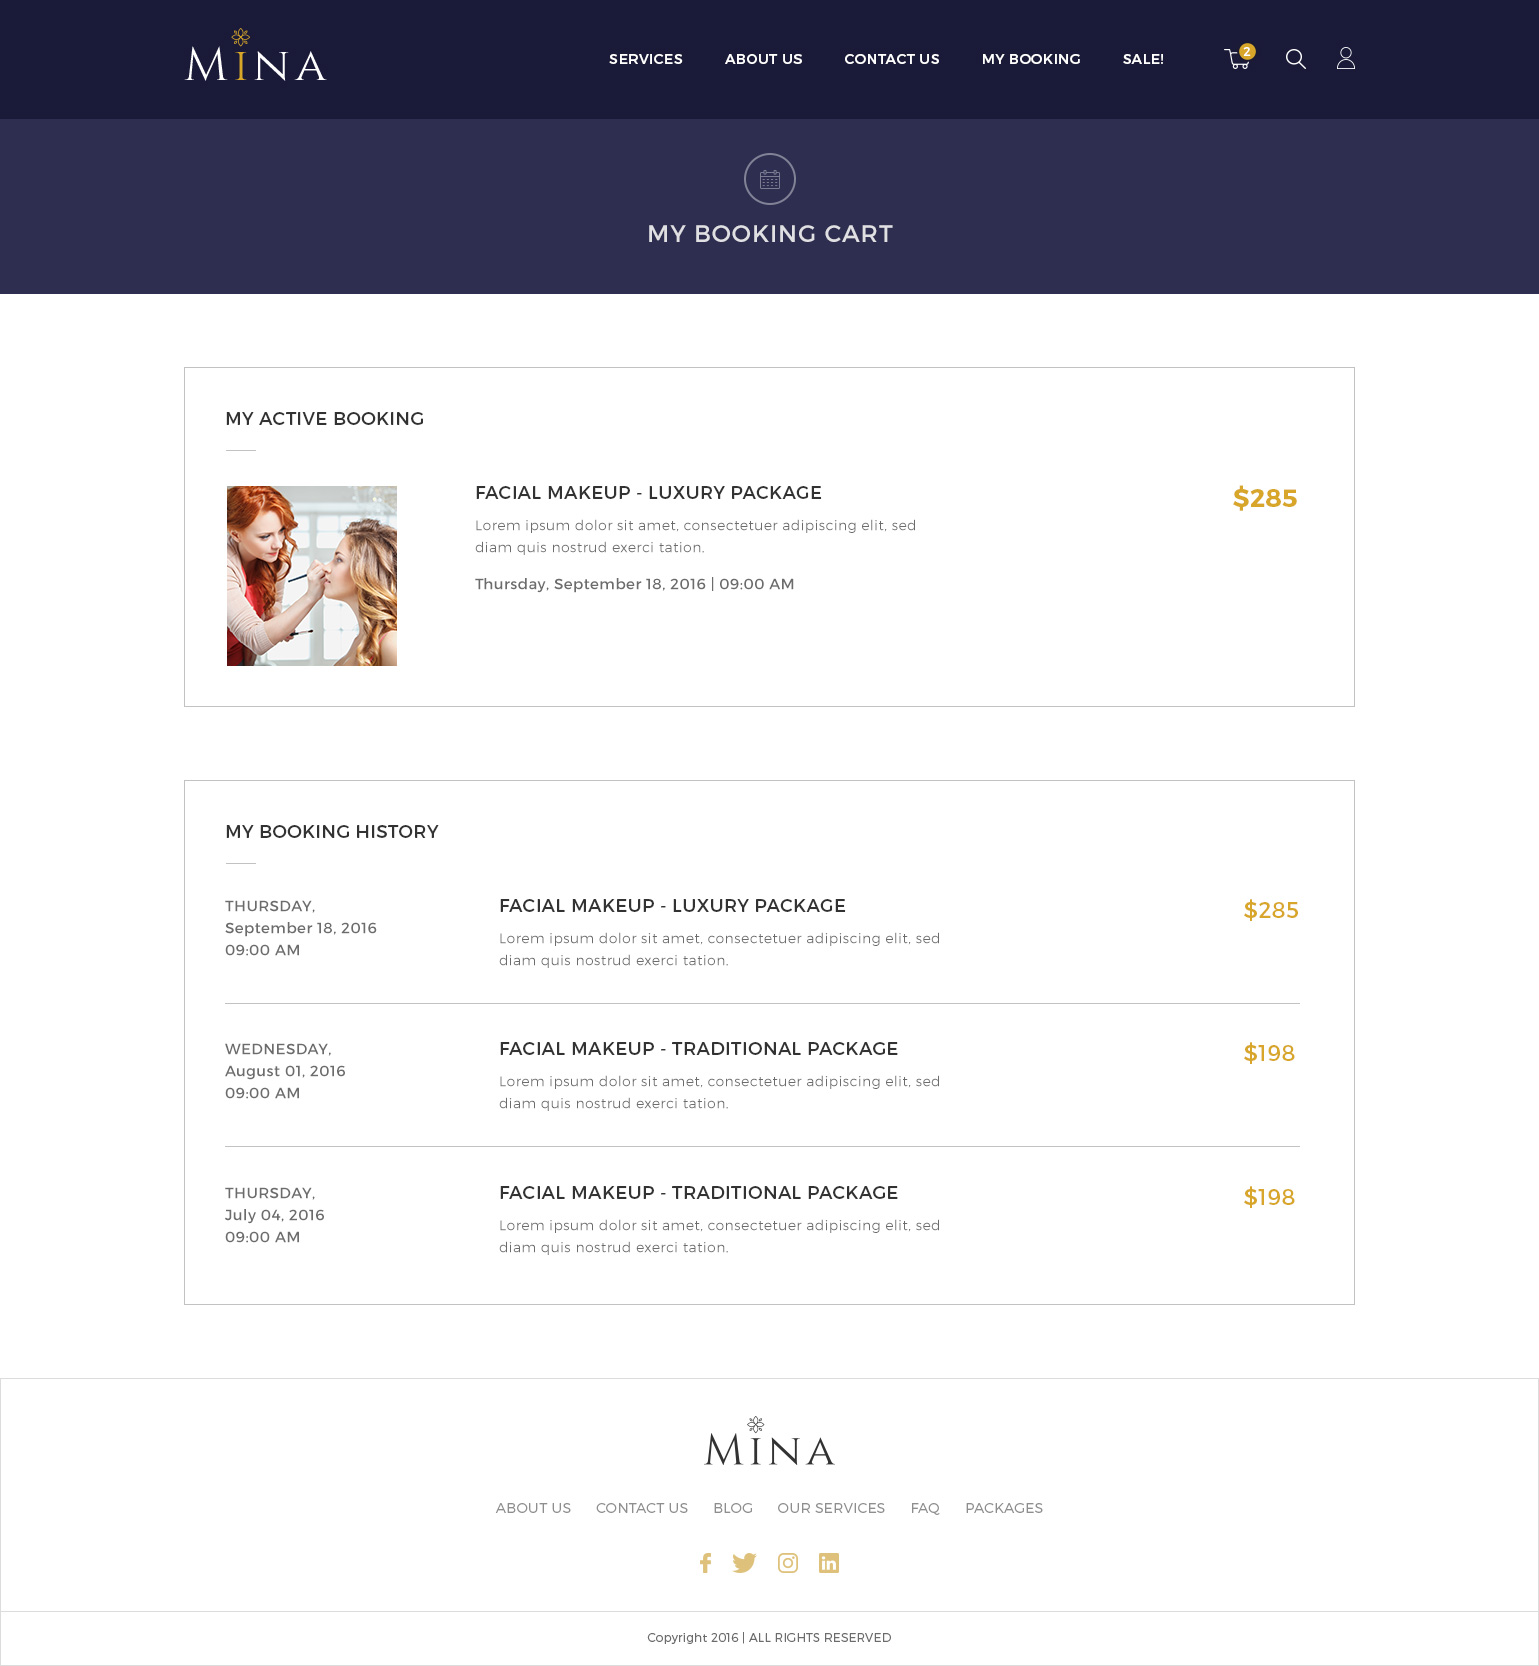 MINA
SERVICES ABOUT US CONTACT US MY BOOKING SALE! 2
MY BOOKING CART
MY ACTIVE BOOKING
FACIAL MAKEUP - LUXURY PACKAGE $285
Lorem ipsum dolor sit amet, consectetuer adipiscing elit, sed
diam quis nostrud exerci tation.
Thursday, September 18, 2016 | 09:00 AM
MY BOOKING HISTORY
THURSDAY,
September 18, 2016
09:00 AM
FACIAL MAKEUP - LUXURY PACKAGE
Lorem ipsum dolor sit amet, consectetuer adipiscing elit, sed
diam quis nostrud exerci tation.
$285
WEDNESDAY,
August 01, 2016
09:00 AM
FACIAL MAKEUP - TRADITIONAL PACKAGE
Lorem ipsum dolor sit amet, consectetuer adipiscing elit, sed
diam quis nostrud exerci tation.
$198
THURSDAY,
July 04, 2016
09:00 AM
FACIAL MAKEUP - TRADITIONAL PACKAGE
Lorem ipsum dolor sit amet, consectetuer adipiscing elit, sed
diam quis nostrud exerci tation.
$198
MINA
ABOUT US CONTACT US BLOG OUR SERVICES FAQ PACKAGES
Copyright 2016 | ALL RIGHTS RESERVED